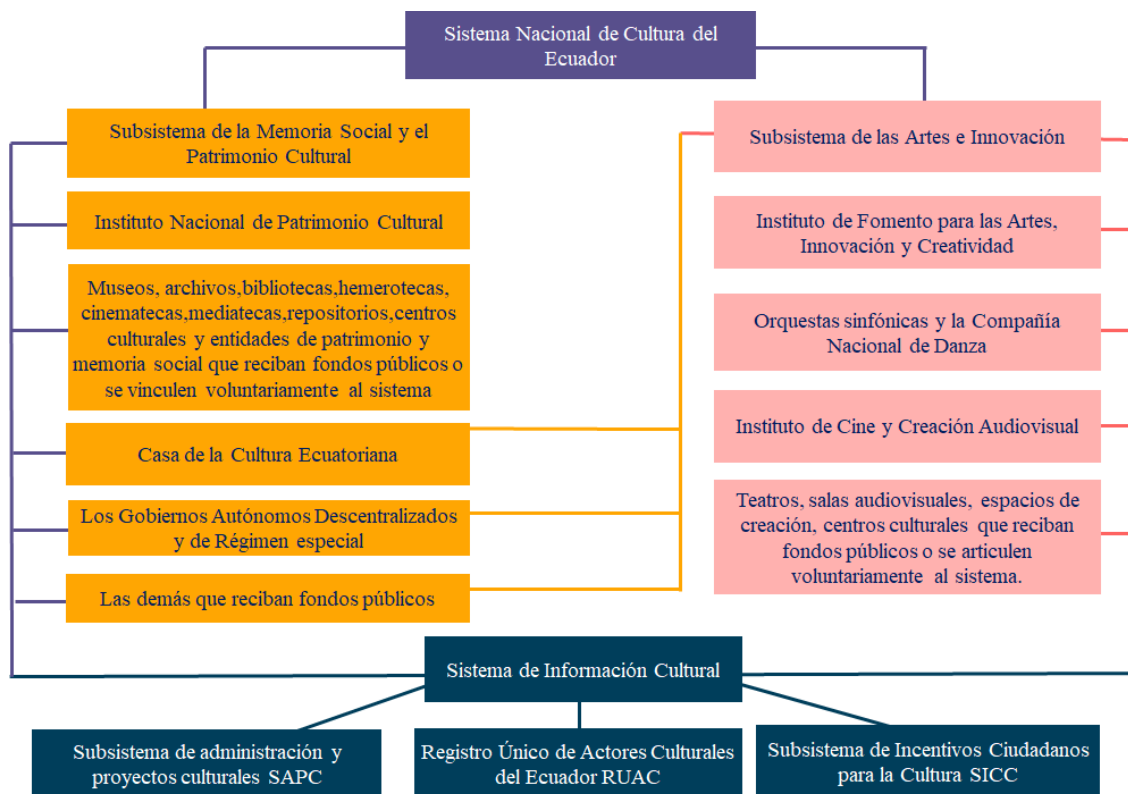 Sistema Nacional de Cultura del
Ecuador
Subsistema de la Memoria Social y el
Patrimonio Cultural
Instituto Nacional de Patrimonio Cultural
Museos, archivos,bibliotecas,hemerotecas,
cinematecas,mediatecas,repositorios,centros
culturales y entidades de patrimonio y
memoria social que reciban fondos públicos o
se vinculen voluntariamente al sistema
Casa de la Cultura Ecuatoriana
Los Gobiernos Autónomos Descentralizados
y de Régimen especial
Las demás que reciban fondos públicos
Subsistema de las Artes e Innovación
Instituto de Fomento para las Artes,
Innovación y Creatividad
Orquestas sinfónicas y la Compañía
Nacional de Danza
Instituto de Cine y Creación Audiovisual
Teatros, salas audiovisuales, espacios de
creación, centros culturales que reciban
fondos públicos o se articulen
voluntariamente al sistema.
Sistema de Información Cultural
Subsistema de administración y
proyectos culturales SAPC
Registro Único de Actores Culturales
del Ecuador RUAC
Subsistema de Incentivos Ciudadanos
para la Cultura SICC